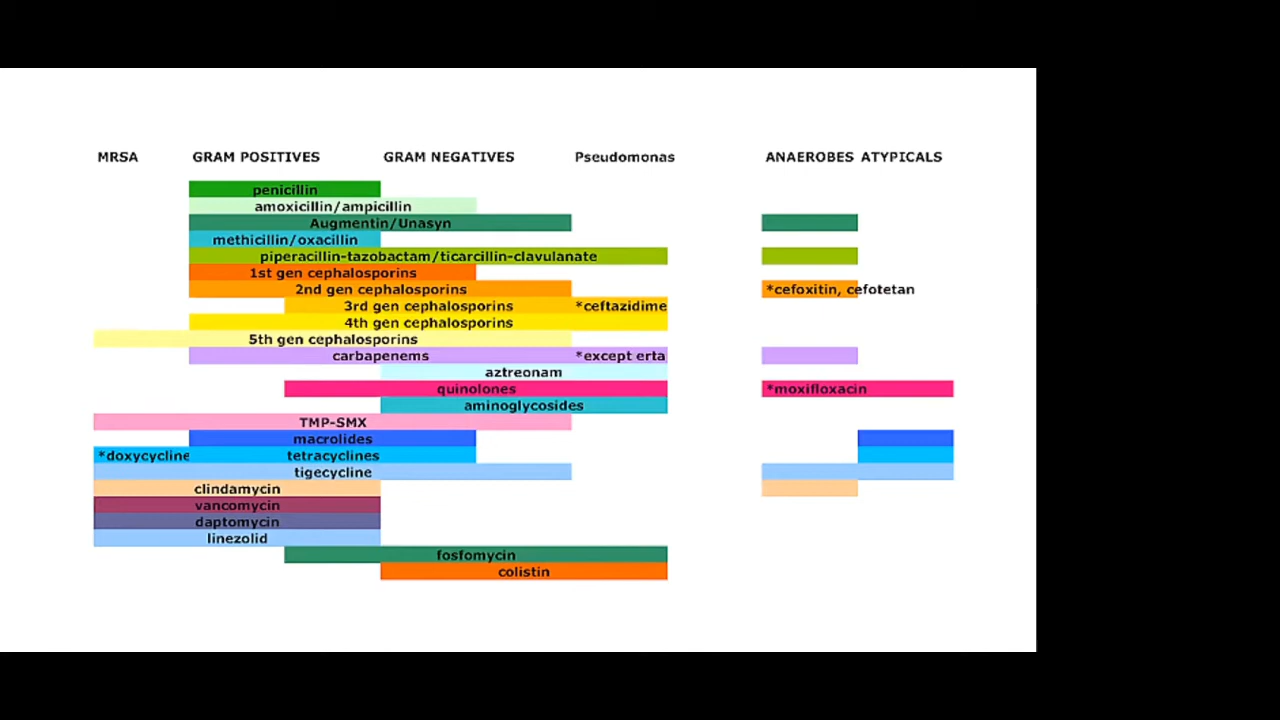 MRSA GRAM POSITIVES GRAM NEGATIVES Pseudomonas ANAEROBES ATYPICALS
penicillin
amoxicillin/ampicillin
Augmentin/Unasyn
methicillin/oxacillin
piperacillin-tazobactam/ticarcillin-clavulanate
1st gen cephalosporins
2nd gen cephalosporins *cefoxitin, cefotetan
3rd gen cephalosporins *ceftazidime
4th gen cephalosporins
5th gen cephalosporins
carbapenems *except erta
aztreonam
quinolones *moxifloxacin
aminoglycosides
TMP-SMX
macrolides
*doxycycline tetracyclines
tigecycline
clindamycin
vancomycin
daptomycin
linezolid
fosfomycin
colistin